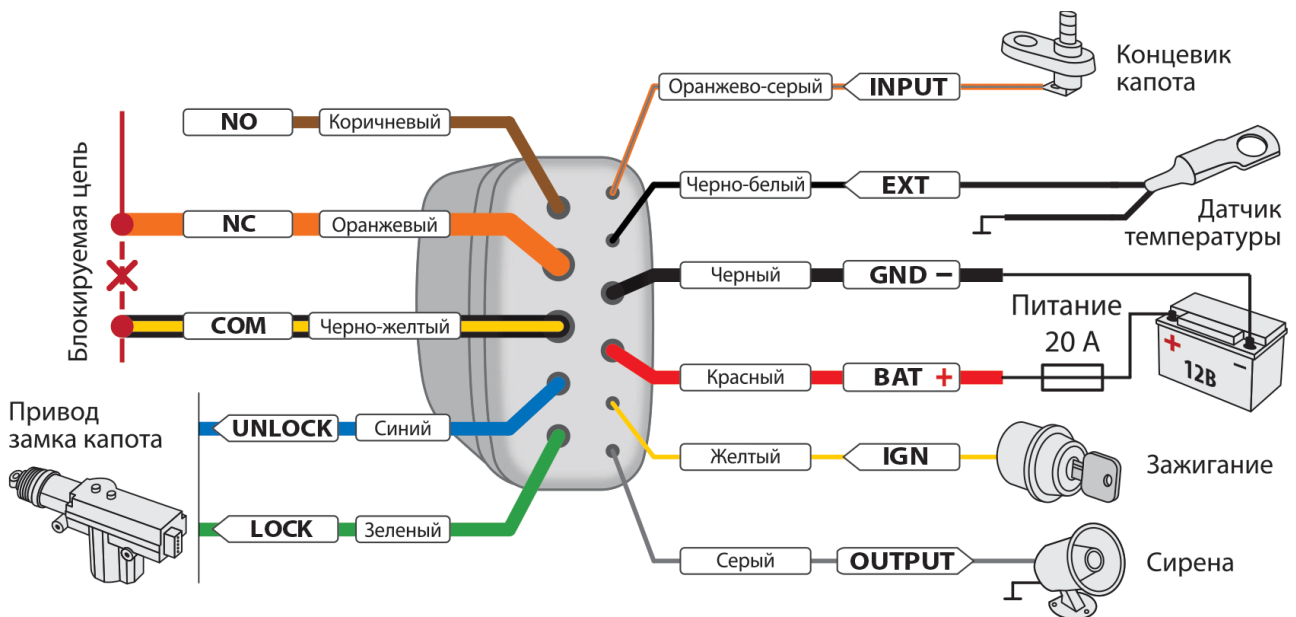 Блокируемая цепь
NO Коричневый
NC Оранжевый
COM Черно-желтый
Привод
замка капота
UNLOCK Синий
LOCK Зеленый
Оранжево-серый INPUT
Концевик
капота
Черно-белый EXT
Датчик
температуры
Черный GND −
Питание
20 А
Красный BAT +
+ −
12В
Желтый IGN
Зажигание
Серый OUTPUT
Сирена